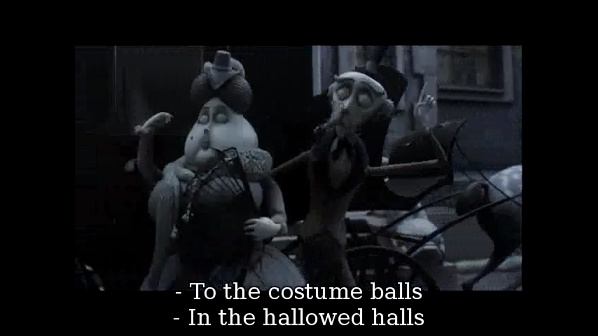 - To the costume balls
- In the hallowed halls